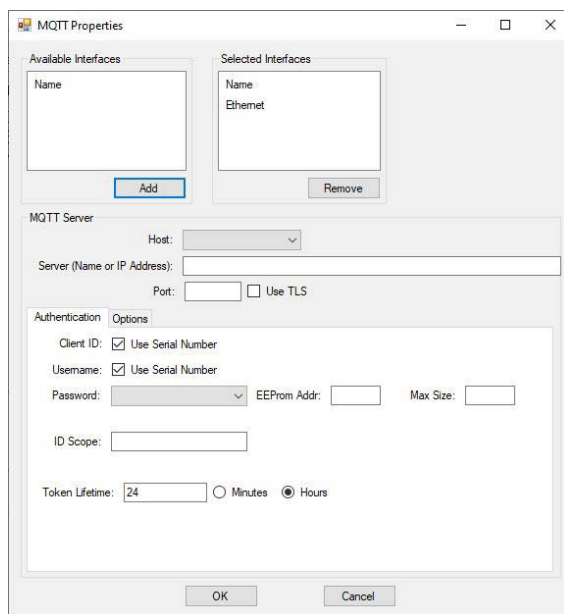 MQTT Properties
Available Interfaces
Name
Add
Selected Interfaces
Name
Ethernet
Remove
MQTT Server
Host:
Server (Name or IP Address):
Port: Use TLS
Authentication Options
Client ID: Use Serial Number
Username: Use Serial Number
Password: EEProm Addr: Max Size:
ID Scope:
Token Lifetime: 24 Minutes Hours
OK Cancel